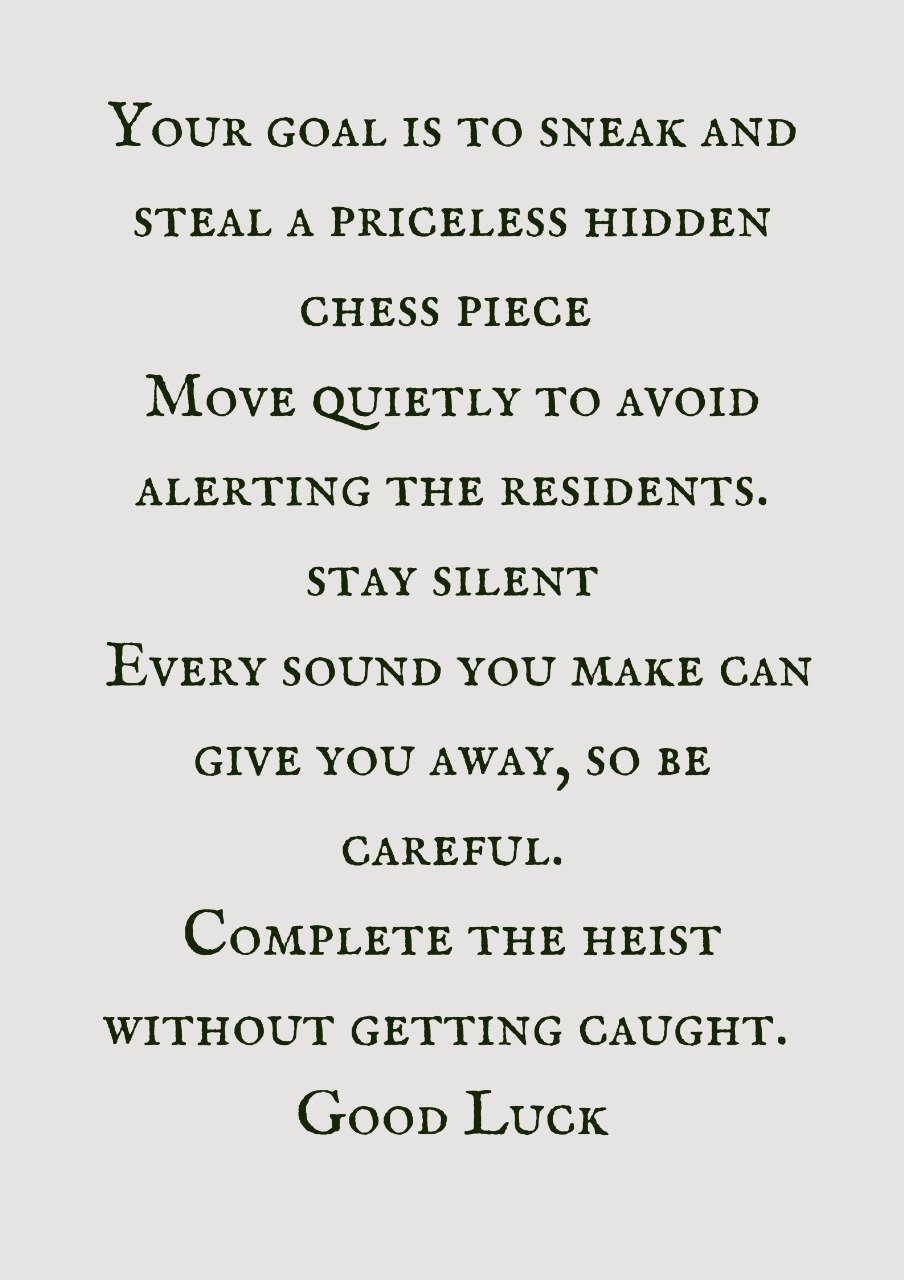 Your goal is to sneak and
steal a priceless hidden
chess piece
Move quietly to avoid
alerting the residents.
stay silent
Every sound you make can
give you away, so be
careful.
Complete the heist
without getting caught.
Good Luck